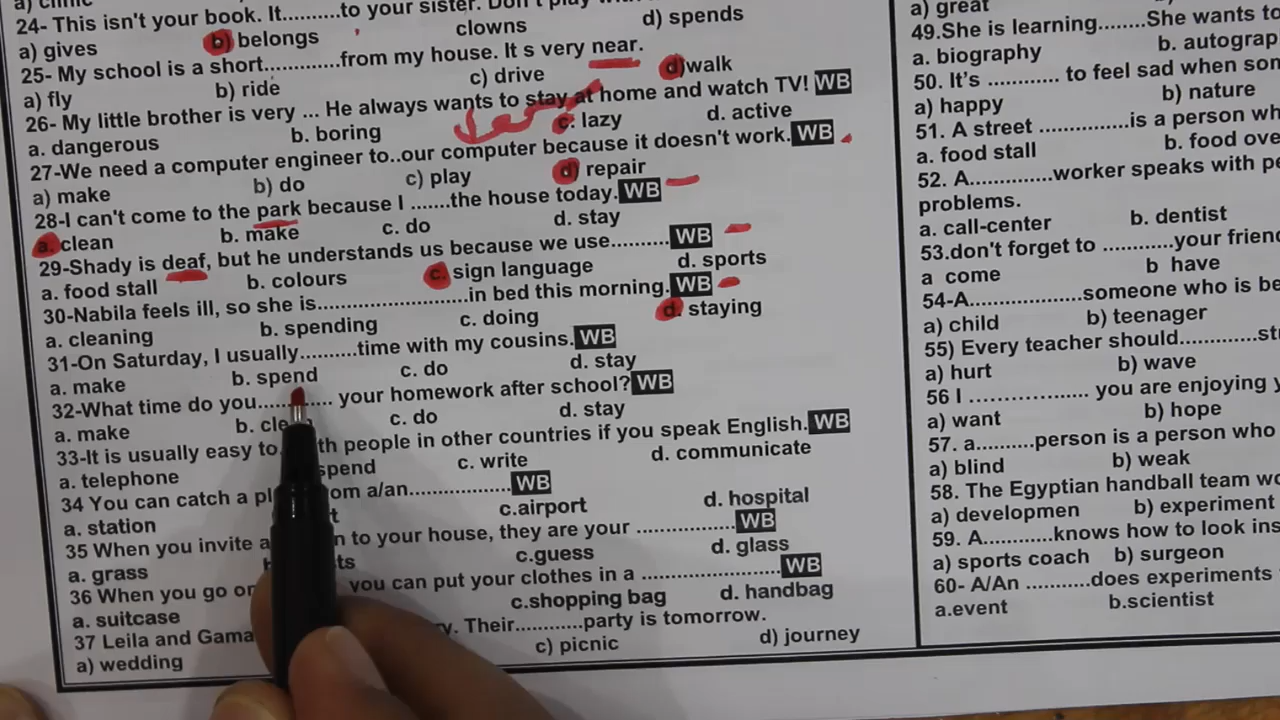 a) clinic
24- This isn't your book. It..........to your sister. Don't play
a) gives b) belongs clowns d) spends
25- My school is a short.............from my house. It s very near.
a) fly b) ride c) drive d)walk
26- My little brother is very ... He always wants to stay at home and watch TV! WB
a. dangerous b. boring c. lazy d. active
27-We need a computer engineer to..our computer because it doesn't work. WB
a) make b) do c) play d) repair
28-I can't come to the park because I .......the house today. WB
a. clean b. make c. do d. stay
29-Shady is deaf, but he understands us because we use.......... WB
a. food stall b. colours c. sign language d. sports
30-Nabila feels ill, so she is..........................in bed this morning. WB
a. cleaning b. spending c. doing d. staying
31-On Saturday, I usually..........time with my cousins. WB
a. make b. spend c. do d. stay
32-What time do you............. your homework after school? WB
a. make b. c. do d. stay
33-It is usually easy to. people in other countries if you speak English. WB
a. telephone spend c. write d. communicate
34 You can catch a a/an.................. WB
a. station c.airport d. hospital
35 When you invite to your house, they are your ................. WB
a. grass c.guess d. glass
36 When you go you can put your clothes in a ........................ WB
a. suitcase c.shopping bag d. handbag
37 Leila and Their............party is tomorrow.
a) wedding c) picnic d) journey
a) great
49.She is learning........She wants to
a. biography b.
50. It's ............ to feel sad when
a) happy b) nature
51. A street ...............is a person
a. food stall b. food
52. A.............worker speaks with
problems.
a. call-center b. dentist
53.don't forget to ............your
a come b have
54-A...................someone who is
a) child b) teenager
55) Every teacher should............
a) hurt b) wave
56 I .................... you are enjoying
a) want b) hope
57. a..........person is a person who
a) blind b) weak
58. The Egyptian handball team
a) developmen b) experiment
59. A............knows how to look
a) sports coach b) surgeon
60- A/An ...........does experiments
a.event b.scientist